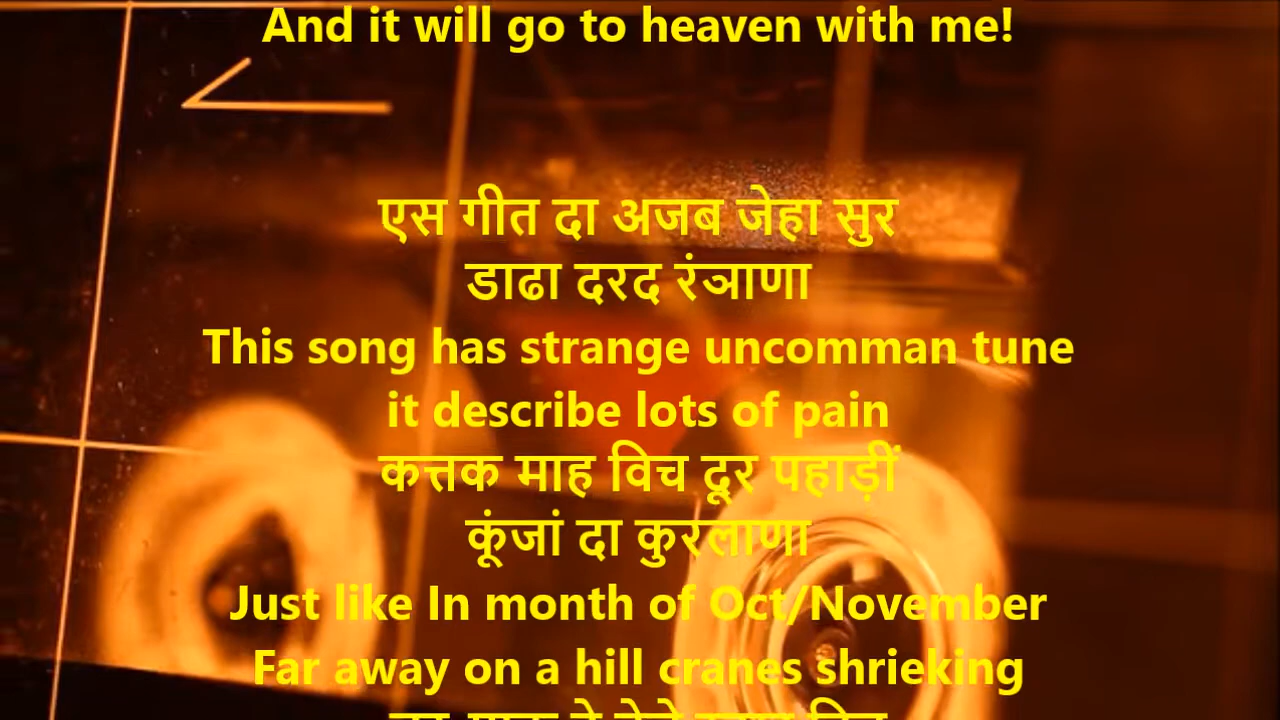 And it will go to heaven with me!
एस गीत दा अजब जेहा सुर
डाढा दरद रंञाणा
This song has strange uncomman tune
it describe lots of pain
कत्तक माह विच दूर पहाड़ीं
कूंजां दा कुरलाणा
Just like In month of Oct/November
Far away on a hill cranes shrieking